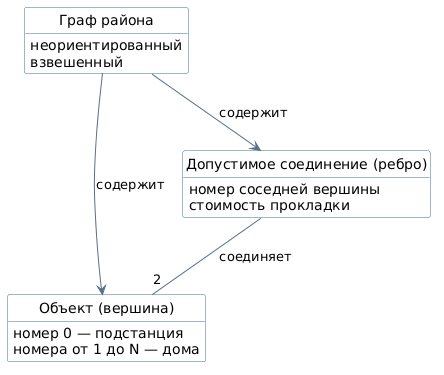 Граф района
неориентированный
взвешенный
содержит
Допустимое соединение (ребро)
номер соседней вершины
стоимость прокладки
содержит
соединяет
2
Объект (вершина)
номер 0 — подстанция
номера от 1 до N — дома